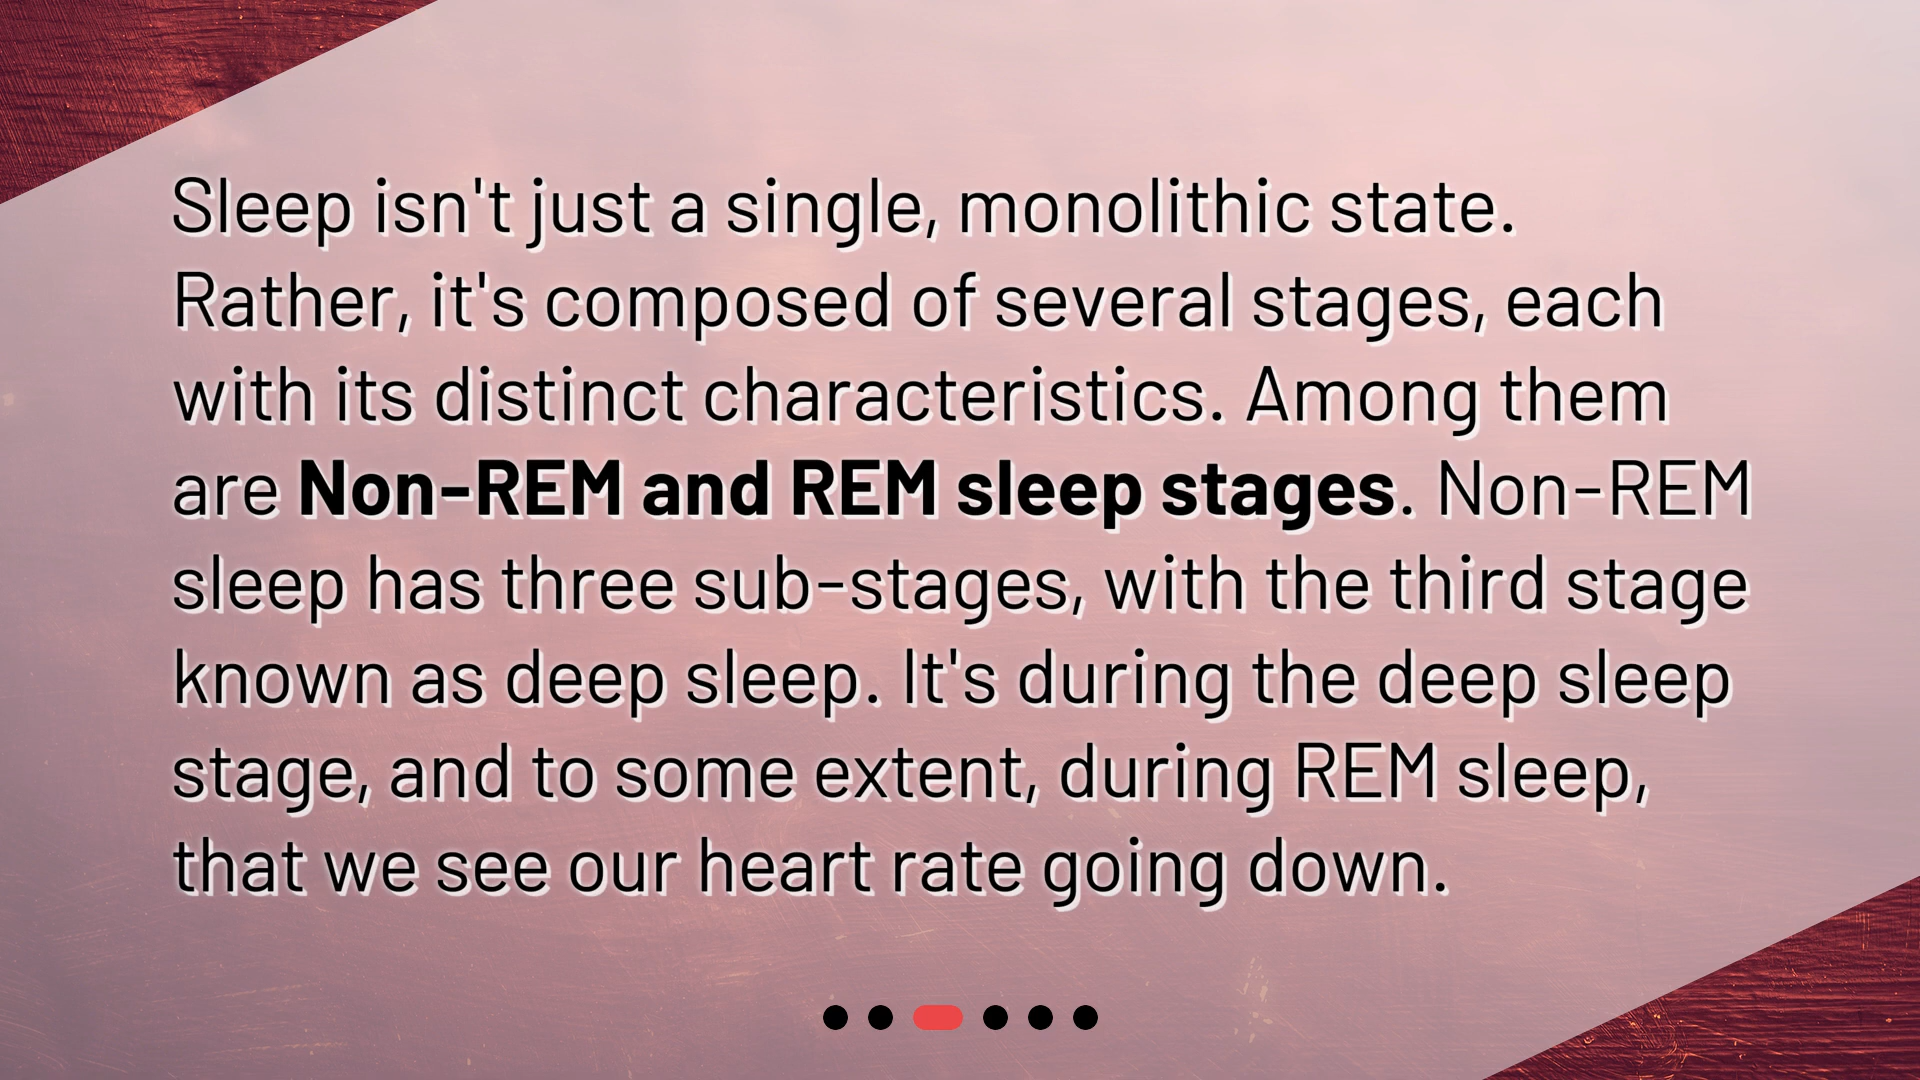 Sleep isn't just a single, monolithic state.
Rather, it's composed of several stages, each
with its distinct characteristics. Among them
are Non-REM and REM sleep stages. Non-REM
sleep has three sub-stages, with the third stage
known as deep sleep. It's during the deep sleep
stage, and to some extent, during REM sleep,
that we see our heart rate going down.